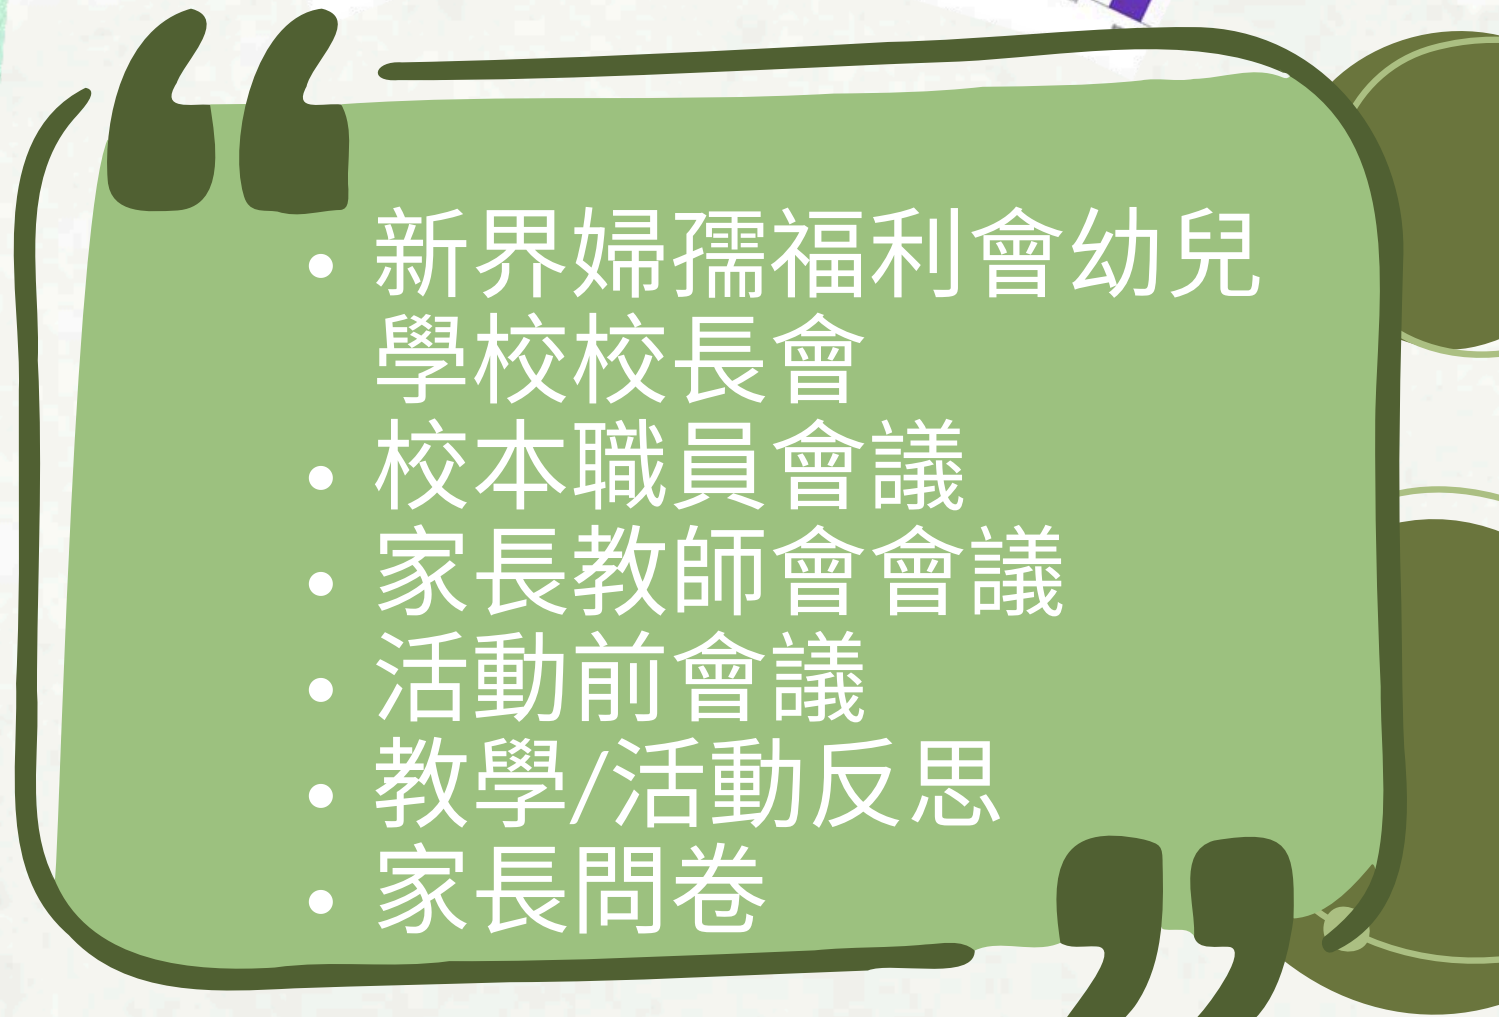 • 新界婦孺福利會幼兒
學校校長會
• 校本職員會議
• 家長教師會會議
• 活動前會議
• 教學/活動反思
• 家長問卷